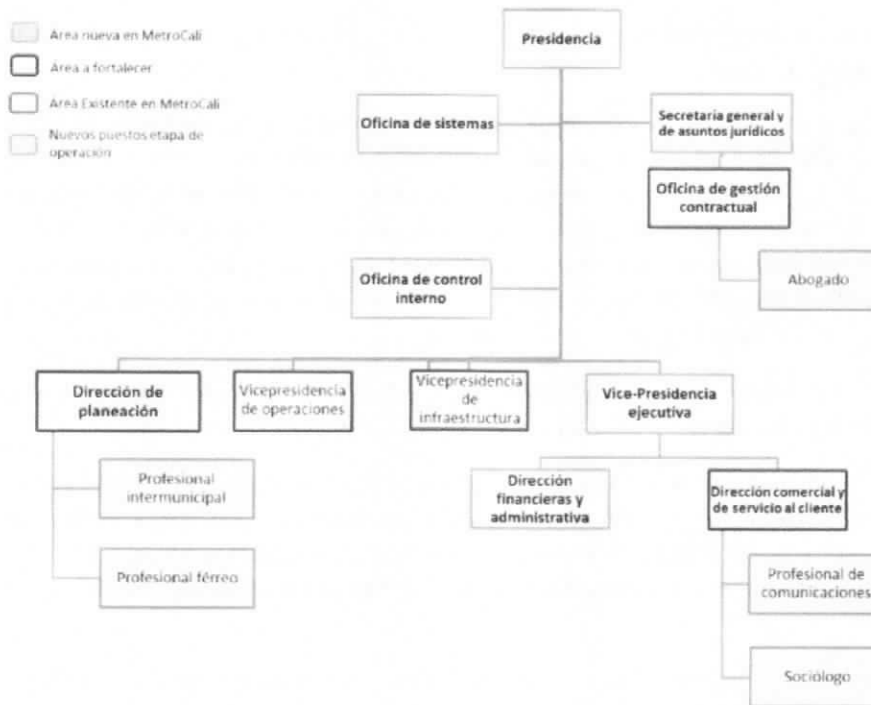 Area nueva en MetroCali
Área a fortalecer
Area Existente en MetroCali
Nuevos puestos etapa de
operación
Presidencia
Oficina de sistemas
Secretaría general y
de asuntos jurídicos
Oficina de gestión
contractual
Abogado
Oficina de control
interno
Dirección de
planeación
Vicepresidencia
de operaciones
Vicepresidencia
de
infraestructura
Vice-Presidencia
ejecutiva
Profesional
intermunicipal
Profesional férreo
Dirección
financieras y
administrativa
Dirección comercial y
de servicio al cliente
Profesional de
comunicaciones
Sociólogo